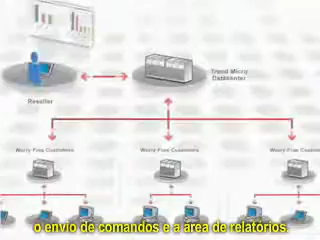 Trend Micro
Datacenter
Reseller
Worry-Free Customers
Worry-Free Customers
Worry-Free Customers
o envio de comandos e a área de relatórios.